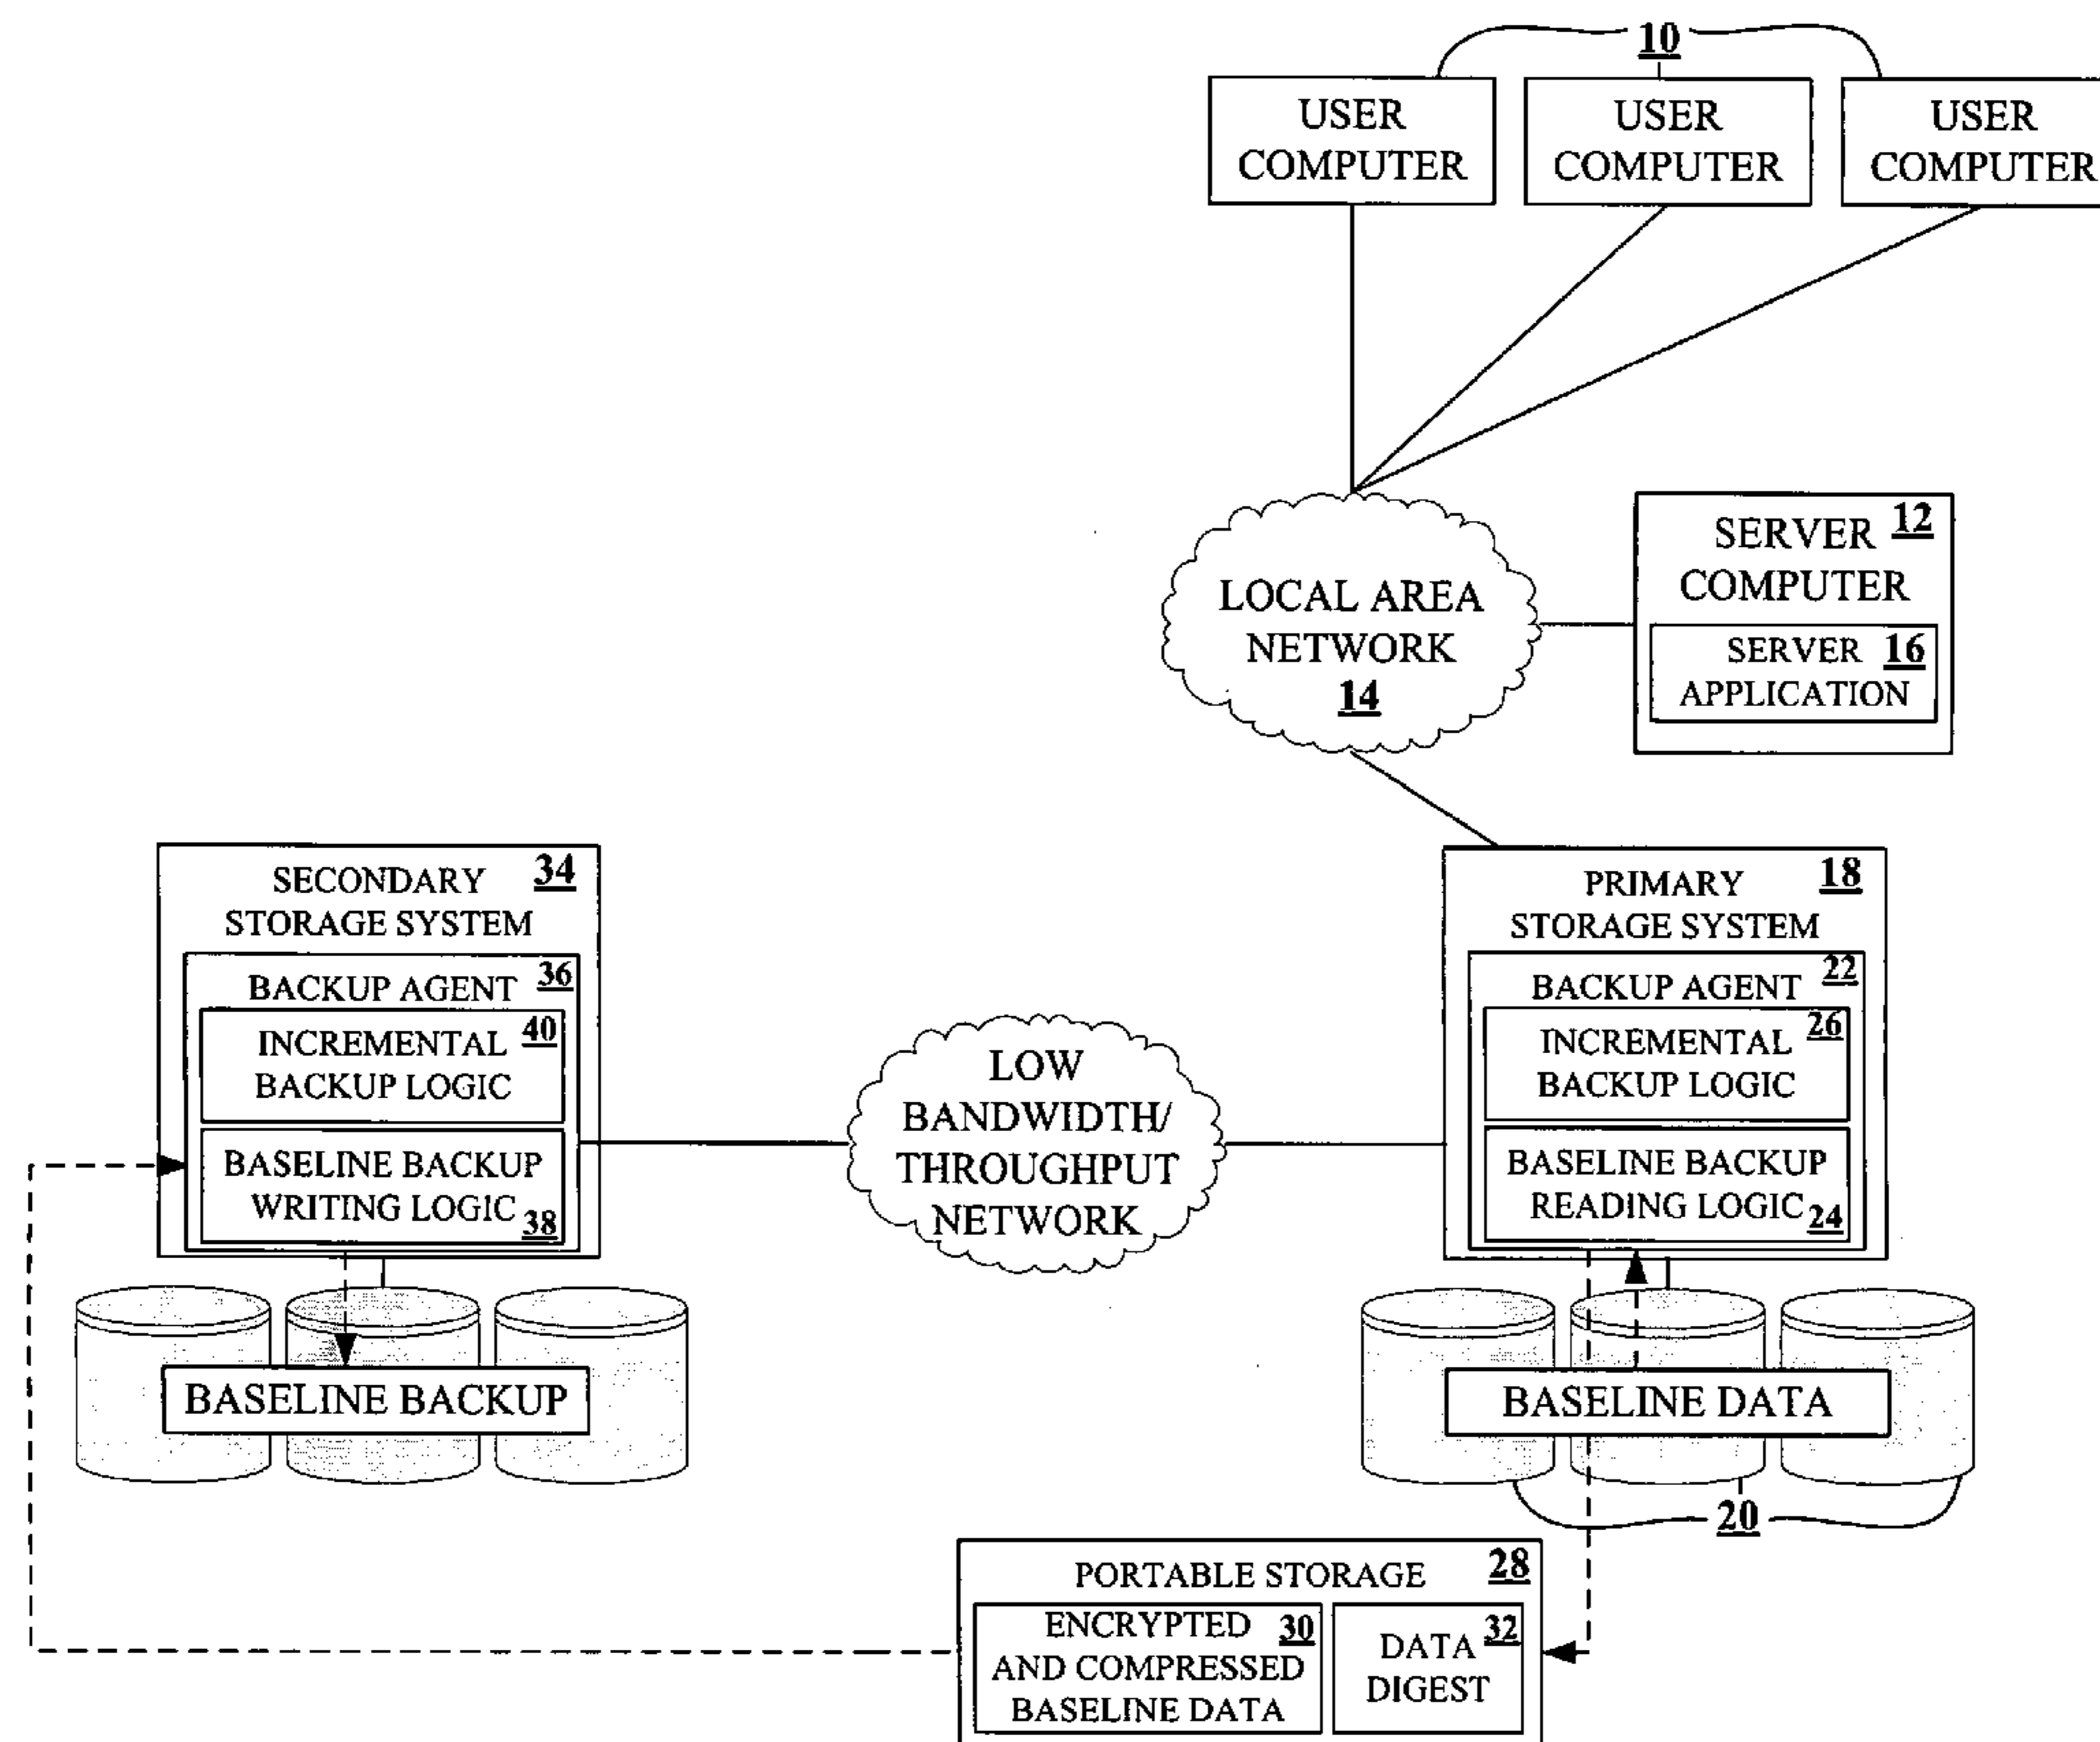 10
USER
COMPUTER
USER
COMPUTER
USER
COMPUTER
LOCAL AREA
NETWORK
14
SERVER 12
COMPUTER
SERVER 16
APPLICATION
SECONDARY 34
STORAGE SYSTEM
BACKUP AGENT 36
INCREMENTAL 40
BACKUP LOGIC
BASELINE BACKUP
WRITING LOGIC 38
BASELINE BACKUP
LOW
BANDWIDTH/
THROUGHPUT
NETWORK
PRIMARY 18
STORAGE SYSTEM
BACKUP AGENT 22
INCREMENTAL 26
BACKUP LOGIC
BASELINE BACKUP
READING LOGIC 24
BASELINE DATA
20
PORTABLE STORAGE 28
ENCRYPTED 30
AND COMPRESSED
BASELINE DATA
DATA 32
DIGEST